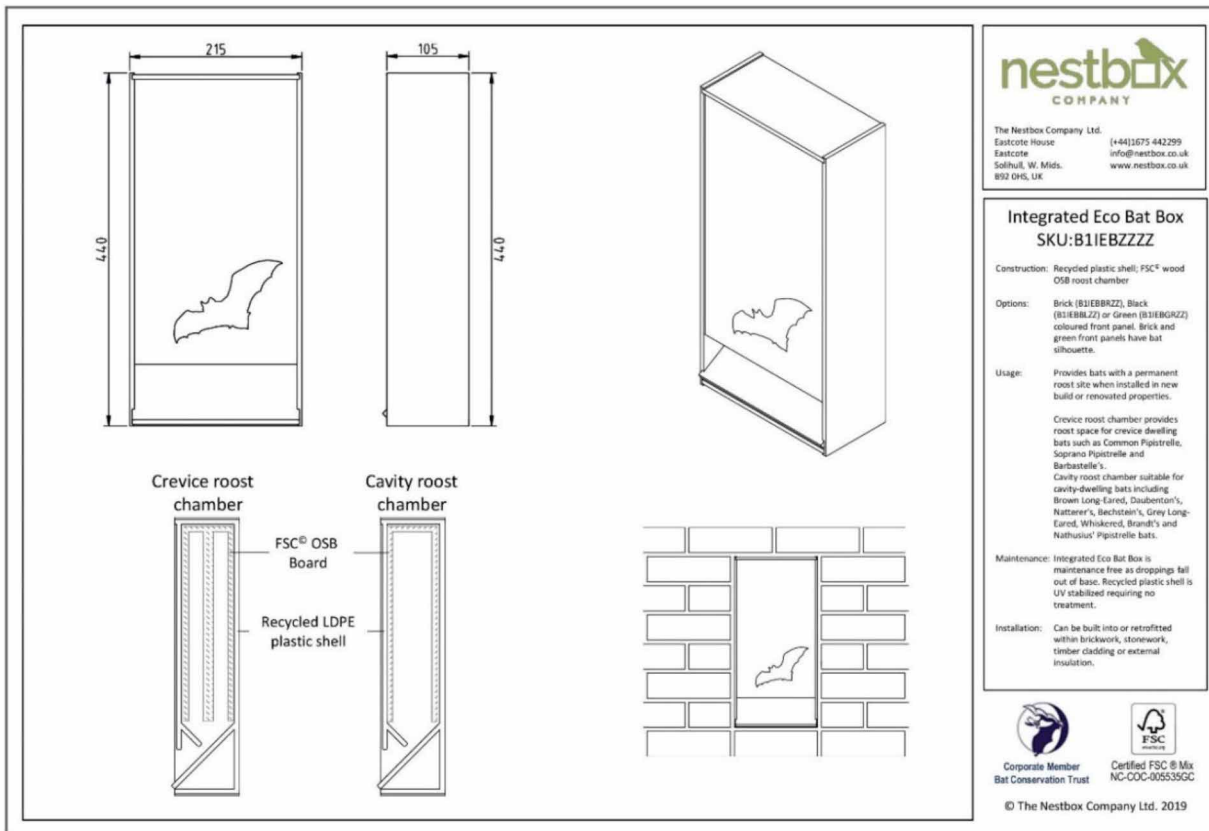 215
105
440
440
Crevice roost
chamber
Cavity roost
chamber
FSC© OSB
Board
Recycled LDPE
plastic shell
nestbox
COMPANY
The Nestbox Company Ltd.
Eastcote House (+44)1675 442299
Eastcote info@nestbox.co.uk
Solihull, W. Mids. www.nestbox.co.uk
B92 0HS, UK
Integrated Eco Bat Box
SKU:B1IEBZZZZ
Construction: Recycled plastic shell; FSC© wood
OSB roost chamber
Options: Brick (B1IEBBRZZ), Black
(B1IEBBLZZ) or Green (B1IEBGRZZ)
coloured front panel. Brick and
green front panels have bat
silhouette.
Usage: Provides bats with a permanent
roost site when installed in new
build or renovated properties.
Crevice roost chamber provides
roost space for crevice dwelling
bats such as Common Pipistrelle,
Soprano Pipistrelle and
Barbastelle's.
Cavity roost chamber suitable for
cavity-dwelling bats including
Brown Long-Eared, Daubenton's,
Natterer's, Bechstein's, Grey Long-
Eared, Whiskered, Brandt's and
Nathusius' Pipistrelle bats.
Maintenance: Integrated Eco Bat Box is
maintenance free as droppings fall
out of base. Recycled plastic shell is
UV stabilized requiring no
treatment.
Installation: Can be built into or retrofitted
within brickwork, stonework,
timber cladding or external
insulation.
FSC
Corporate Member
Bat Conservation Trust
Certified FSC ® Mix
NC-COC-005535GC
© The Nestbox Company Ltd. 2019